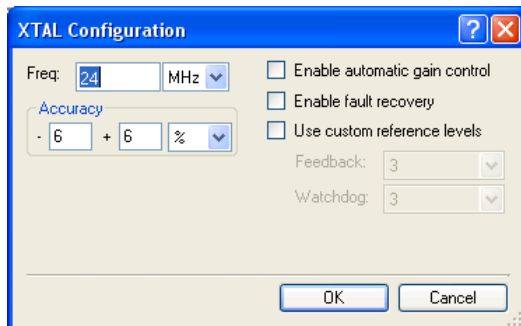 XTAL Configuration
Freq: 24 MHz
Accuracy
- 6 + 6 %
Enable automatic gain control
Enable fault recovery
Use custom reference levels
Feedback: 3
Watchdog: 3
OK Cancel